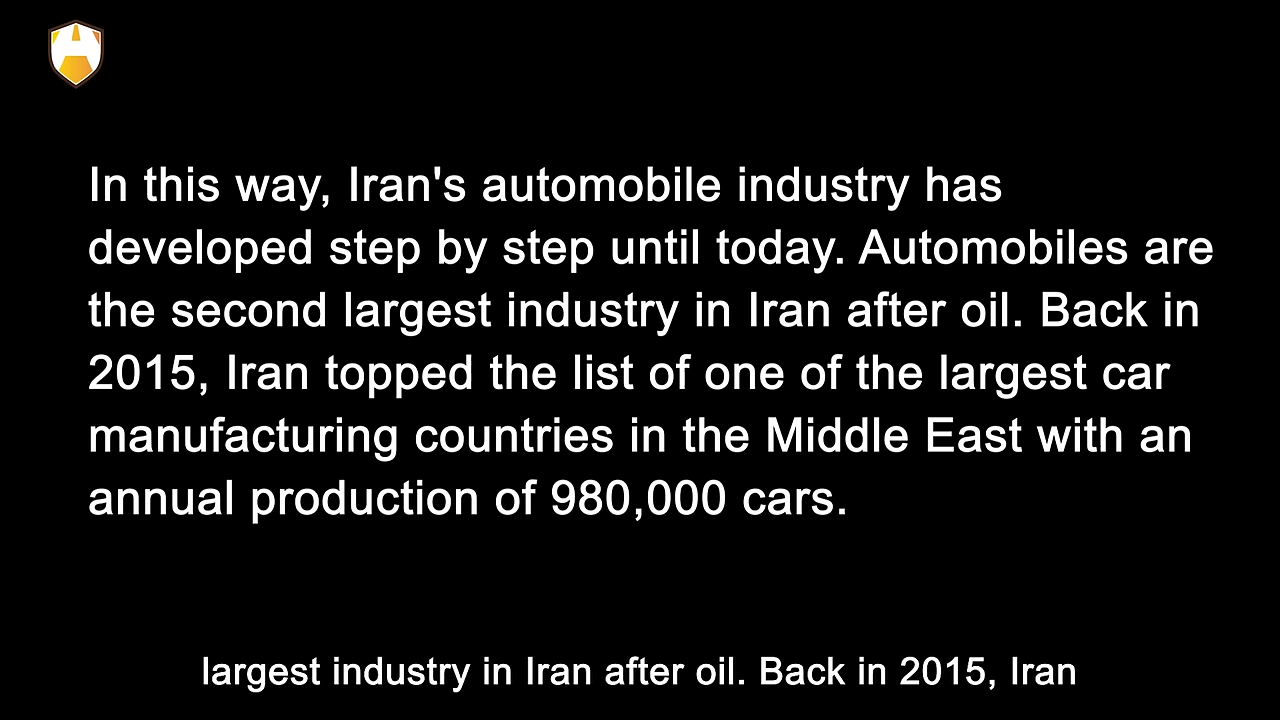 In this way, Iran's automobile industry has
developed step by step until today. Automobiles are
the second largest industry in Iran after oil. Back in
2015, Iran topped the list of one of the largest car
manufacturing countries in the Middle East with an
annual production of 980,000 cars.
largest industry in Iran after oil. Back in 2015, Iran